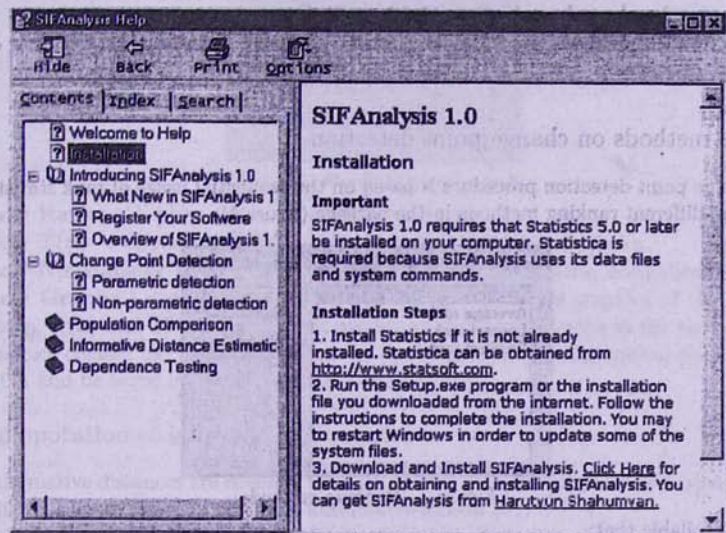 SIFAnalysis Help
Hide Back Print Options
Contents Index Search
Welcome to Help
Installation
Introducing SIFAnalysis 1.0
What New in SIFAnalysis 1
Register Your Software
Overview of SIFAnalysis 1.
Change Point Detection
Parametric detection
Non-parametric detection
Population Comparison
Informative Distance Estimatic
Dependence Testing
SIFAnalysis 1.0
Installation
Important
SIFAnalysis 1.0 requires that Statistics 5.0 or later
be installed on your computer. Statistica is
required because SIFAnalysis uses its data files
and system commands.
Installation Steps
1. Install Statistics if it is not already
installed. Statistica can be obtained from
http://www.statsoft.com.
2. Run the Setup.exe program or the installation
file you downloaded from the internet. Follow the
instructions to complete the installation. You may
to restart Windows in order to update some of the
system files.
3. Download and Install SIFAnalysis. Click Here for
details on obtaining and installing SIFAnalysis. You
can get SIFAnalysis from Harutyun Shahumyan.